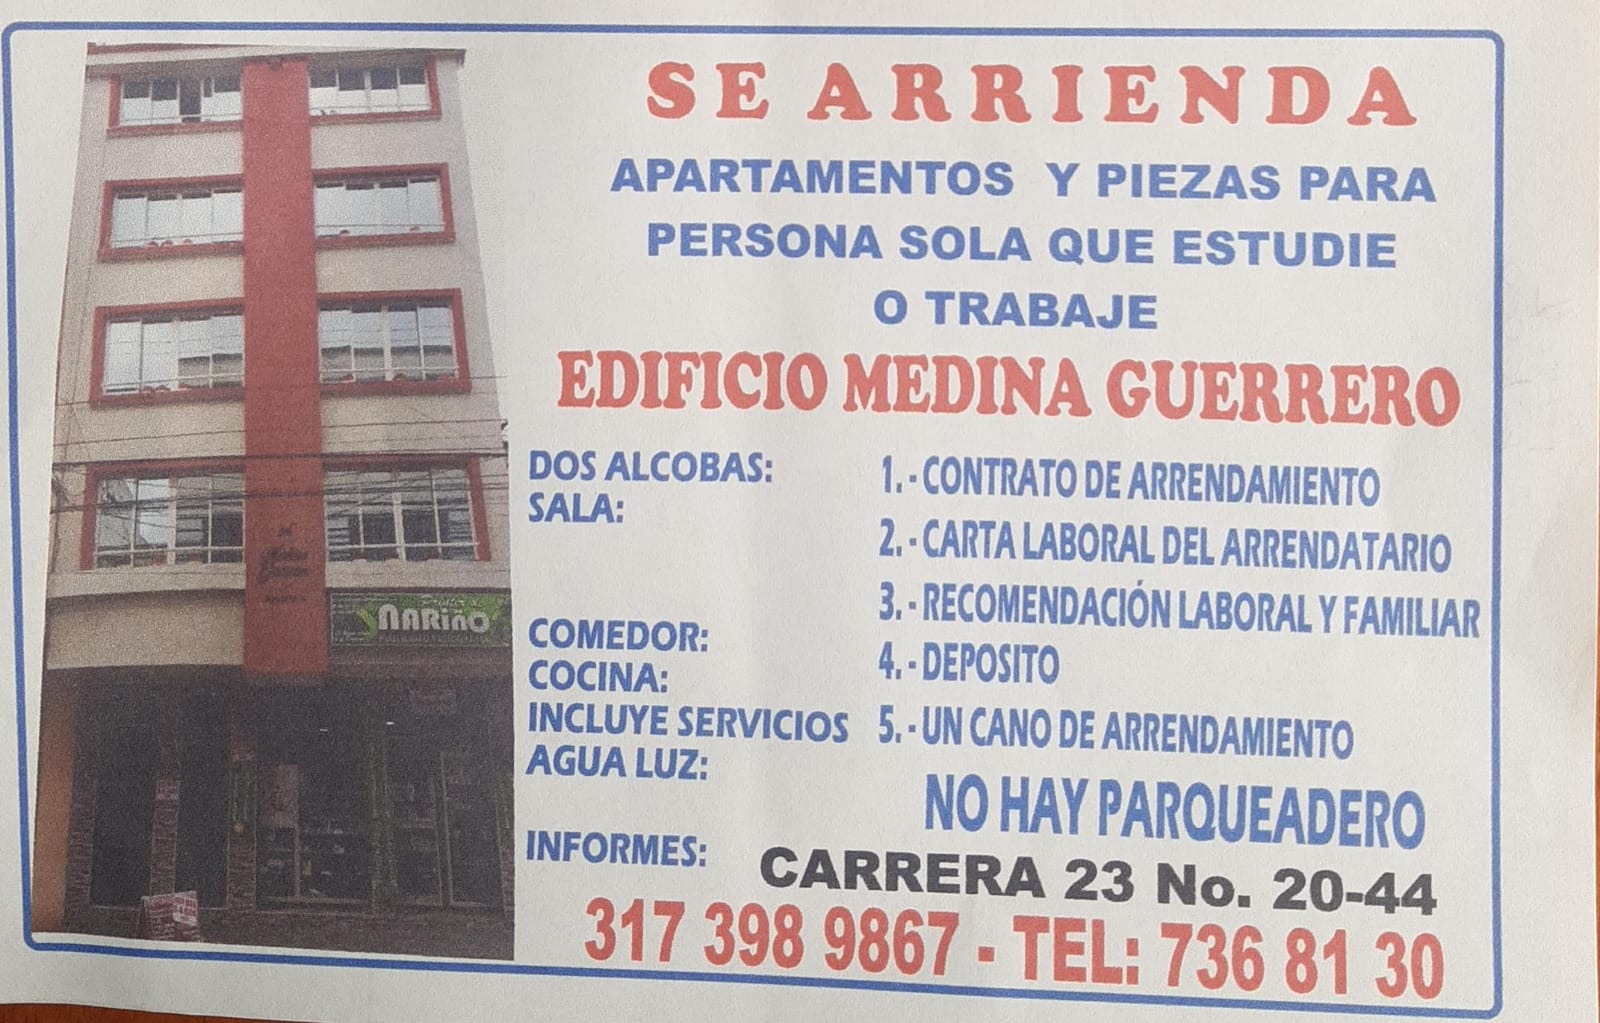 SE ARRIENDA
APARTAMENTOS Y PIEZAS PARA
PERSONA SOLA QUE ESTUDIE
O TRABAJE
EDIFICIO MEDINA GUERRERO
DOS ALCOBAS:
SALA:
COMEDOR:
COCINA:
INCLUYE SERVICIOS
AGUA LUZ:
INFORMES:
1.- CONTRATO DE ARRENDAMIENTO
2.- CARTA LABORAL DEL ARRENDATARIO
3.- RECOMENDACIÓN LABORAL Y FAMILIAR
4.- DEPOSITO
5.- UN CANO DE ARRENDAMIENTO
NO HAY PARQUEADERO
CARRERA 23 No. 20-44
317 398 9867 - TEL: 736 81 30
NARIÑO